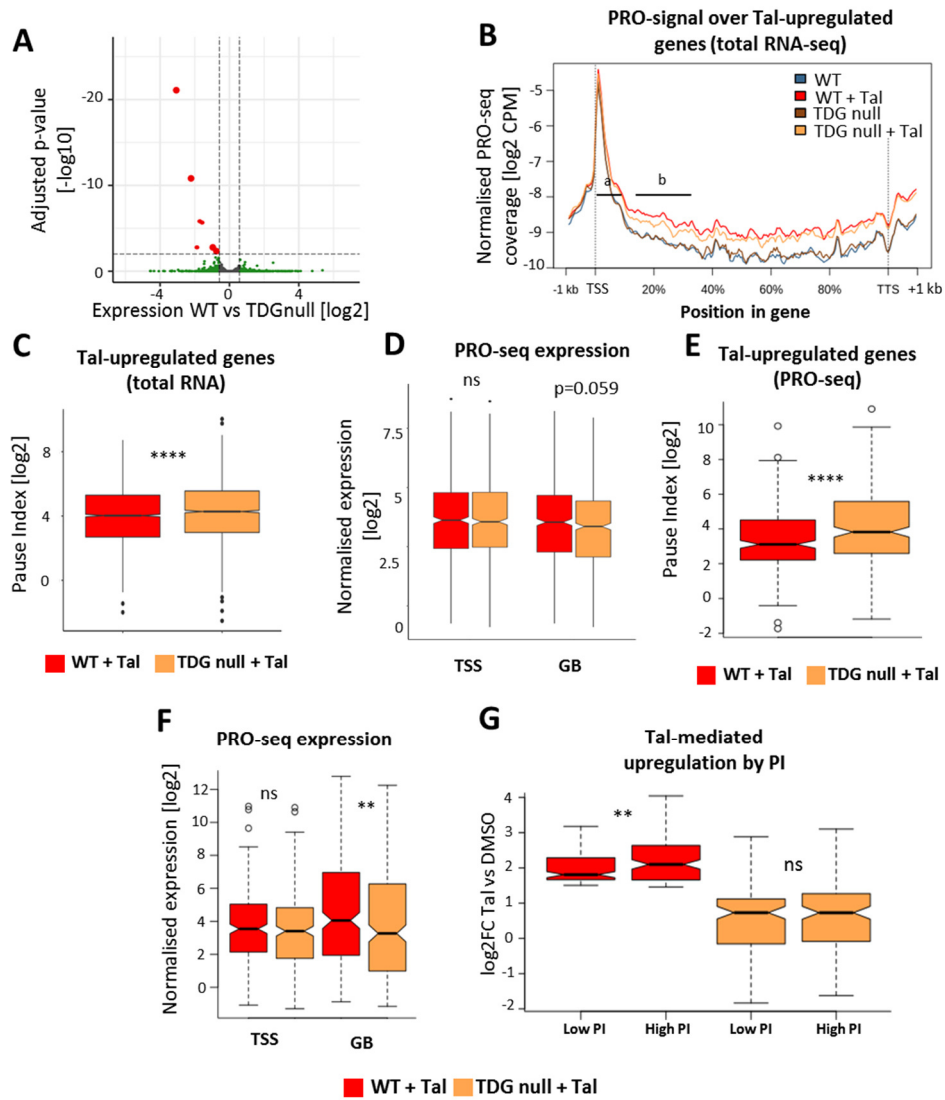 A
Adjusted p-value
[-log10]
-20
-10
0
-4
0
4
Expression WT vs TDGnull [log2]
B
PRO-signal over Tal-upregulated
genes (total RNA-seq)
Normalised PRO-seq
coverage [log2 CPM]
-5
-6
-7
-8
-9
-10
WT
WT + Tal
TDG null
TDG null + Tal
a
b
-1 kb
TSS
20%
40%
60%
80%
TTS
+1 kb
Position in gene
C
Tal-upregulated genes
(total RNA)
Pause Index [log2]
8
4
0
****
WT + Tal
TDG null + Tal
D
PRO-seq expression
ns
p=0.059
Normalised expression
[log2]
7.5
5
2.5
0
TSS
GB
E
Tal-upregulated genes
(PRO-seq)
Pause Index [log2]
10
8
6
4
2
0
-2
****
WT + Tal
TDG null + Tal
F
PRO-seq expression
Normalised expression [log2]
12
10
8
6
4
2
0
ns
**
TSS
GB
G
Tal-mediated
upregulation by PI
log2FC Tal vs DMSO
4
3
2
1
0
-1
-2
**
ns
Low PI
High PI
Low PI
High PI
WT + Tal
TDG null + Tal